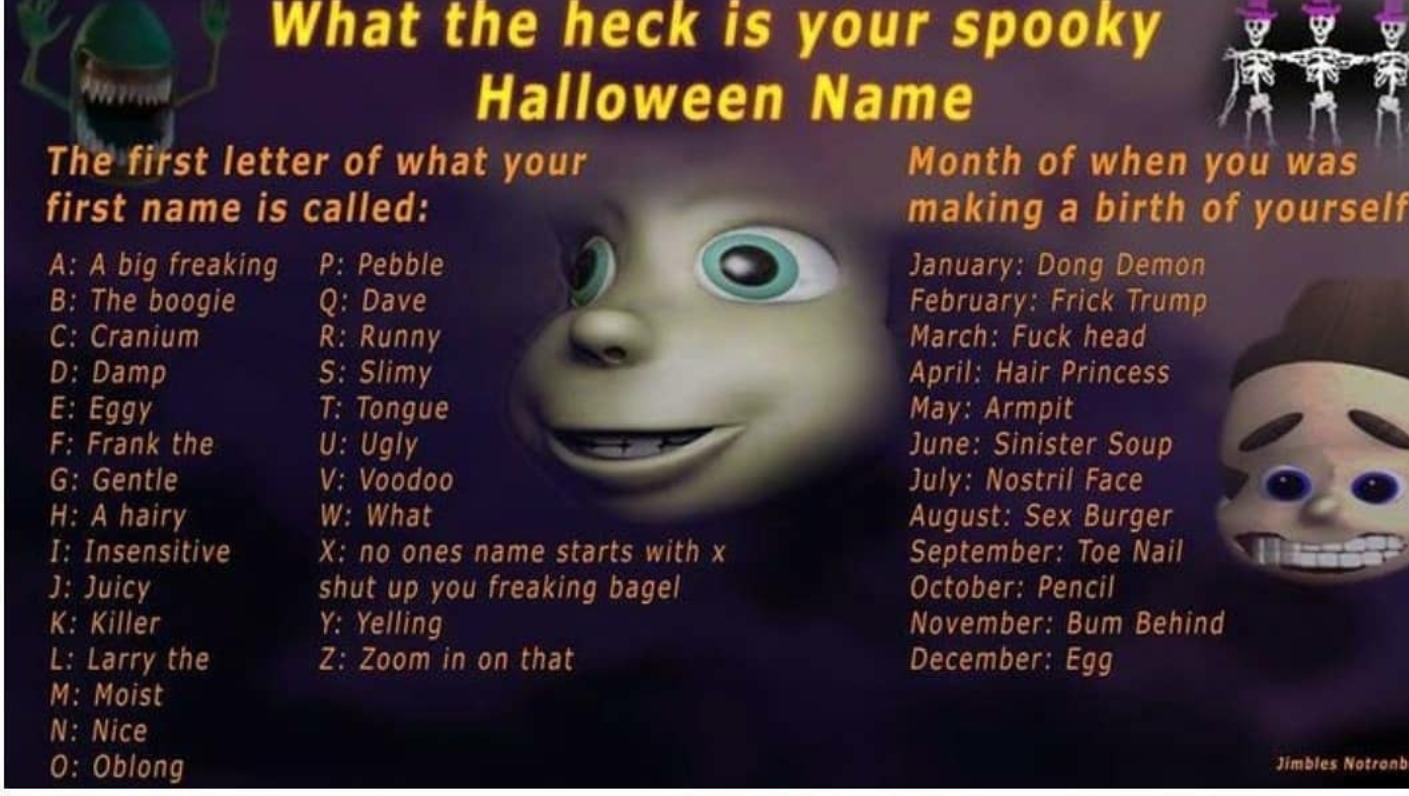 What the heck is your spooky
Halloween Name
The first letter of what your
first name is called:
A: A big freaking
B: The boogie
C: Cranium
D: Damp
E: Eggy
F: Frank the
G: Gentle
H: A hairy
I: Insensitive
J: Juicy
K: Killer
L: Larry the
M: Moist
N: Nice
O: Oblong
P: Pebble
Q: Dave
R: Runny
S: Slimy
T: Tongue
U: Ugly
V: Voodoo
W: What
X: no ones name starts with x
shut up you freaking bagel
Y: Yelling
Z: Zoom in on that
Month of when you was
making a birth of yourself
January: Dong Demon
February: Frick Trump
March: Fuck head
April: Hair Princess
May: Armpit
June: Sinister Soup
July: Nostril Face
August: Sex Burger
September: Toe Nail
October: Pencil
November: Bum Behind
December: Egg
Jimbles Notronb